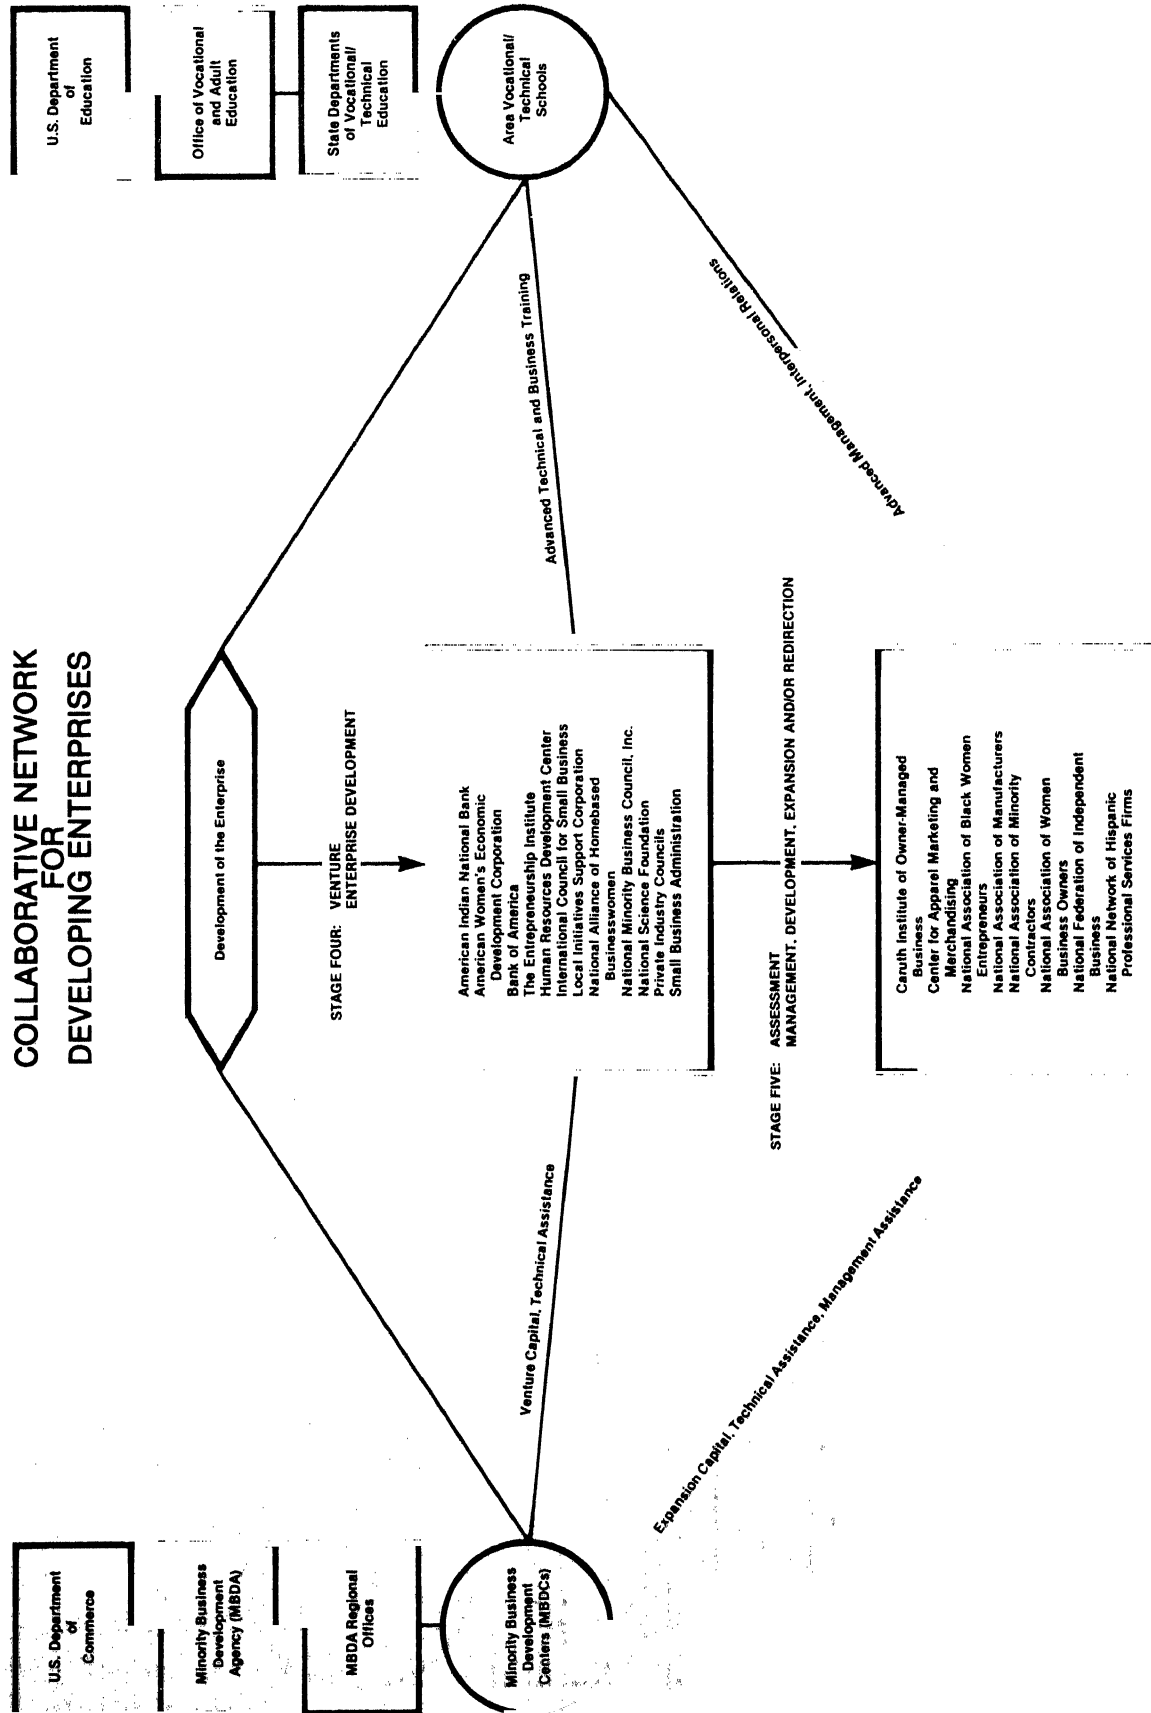 COLLABORATIVE NETWORK
FOR
DEVELOPING ENTERPRISES
U.S. Department
of
Commerce
Minority Business
Development
Agency (MBDA)
MBDA Regional
Offices
Minority Business
Development
Centers (MBDCs)
U.S. Department
of
Education
Office of Vocational
and Adult
Education
State Departments
of Vocational/
Technical
Education
Area Vocational/
Technical
Schools
Development of the Enterprise
STAGE FOUR: VENTURE
ENTERPRISE DEVELOPMENT
Venture Capital, Technical Assistance
Advanced Technical and Business Training
American Indian National Bank
American Women's Economic
Development Corporation
Bank of America
The Entrepreneurship Institute
Human Resources Development Center
International Council for Small Business
Local Initiatives Support Corporation
National Alliance of Homebased
Businesswomen
National Minority Business Council, Inc.
National Science Foundation
Private Industry Councils
Small Business Administration
STAGE FIVE: ASSESSMENT
MANAGEMENT, DEVELOPMENT, EXPANSION AND/OR REDIRECTION
Expansion Capital, Technical Assistance, Management Assistance
Advanced Management, Interpersonal Relations
Caruth Institute of Owner-Managed
Business
Center for Apparel Marketing and
Merchandising
National Association of Black Women
Entrepreneurs
National Association of Manufacturers
National Association of Minority
Contractors
National Association of Women
Business Owners
National Federation of Independent
Business
National Network of Hispanic
Professional Services Firms